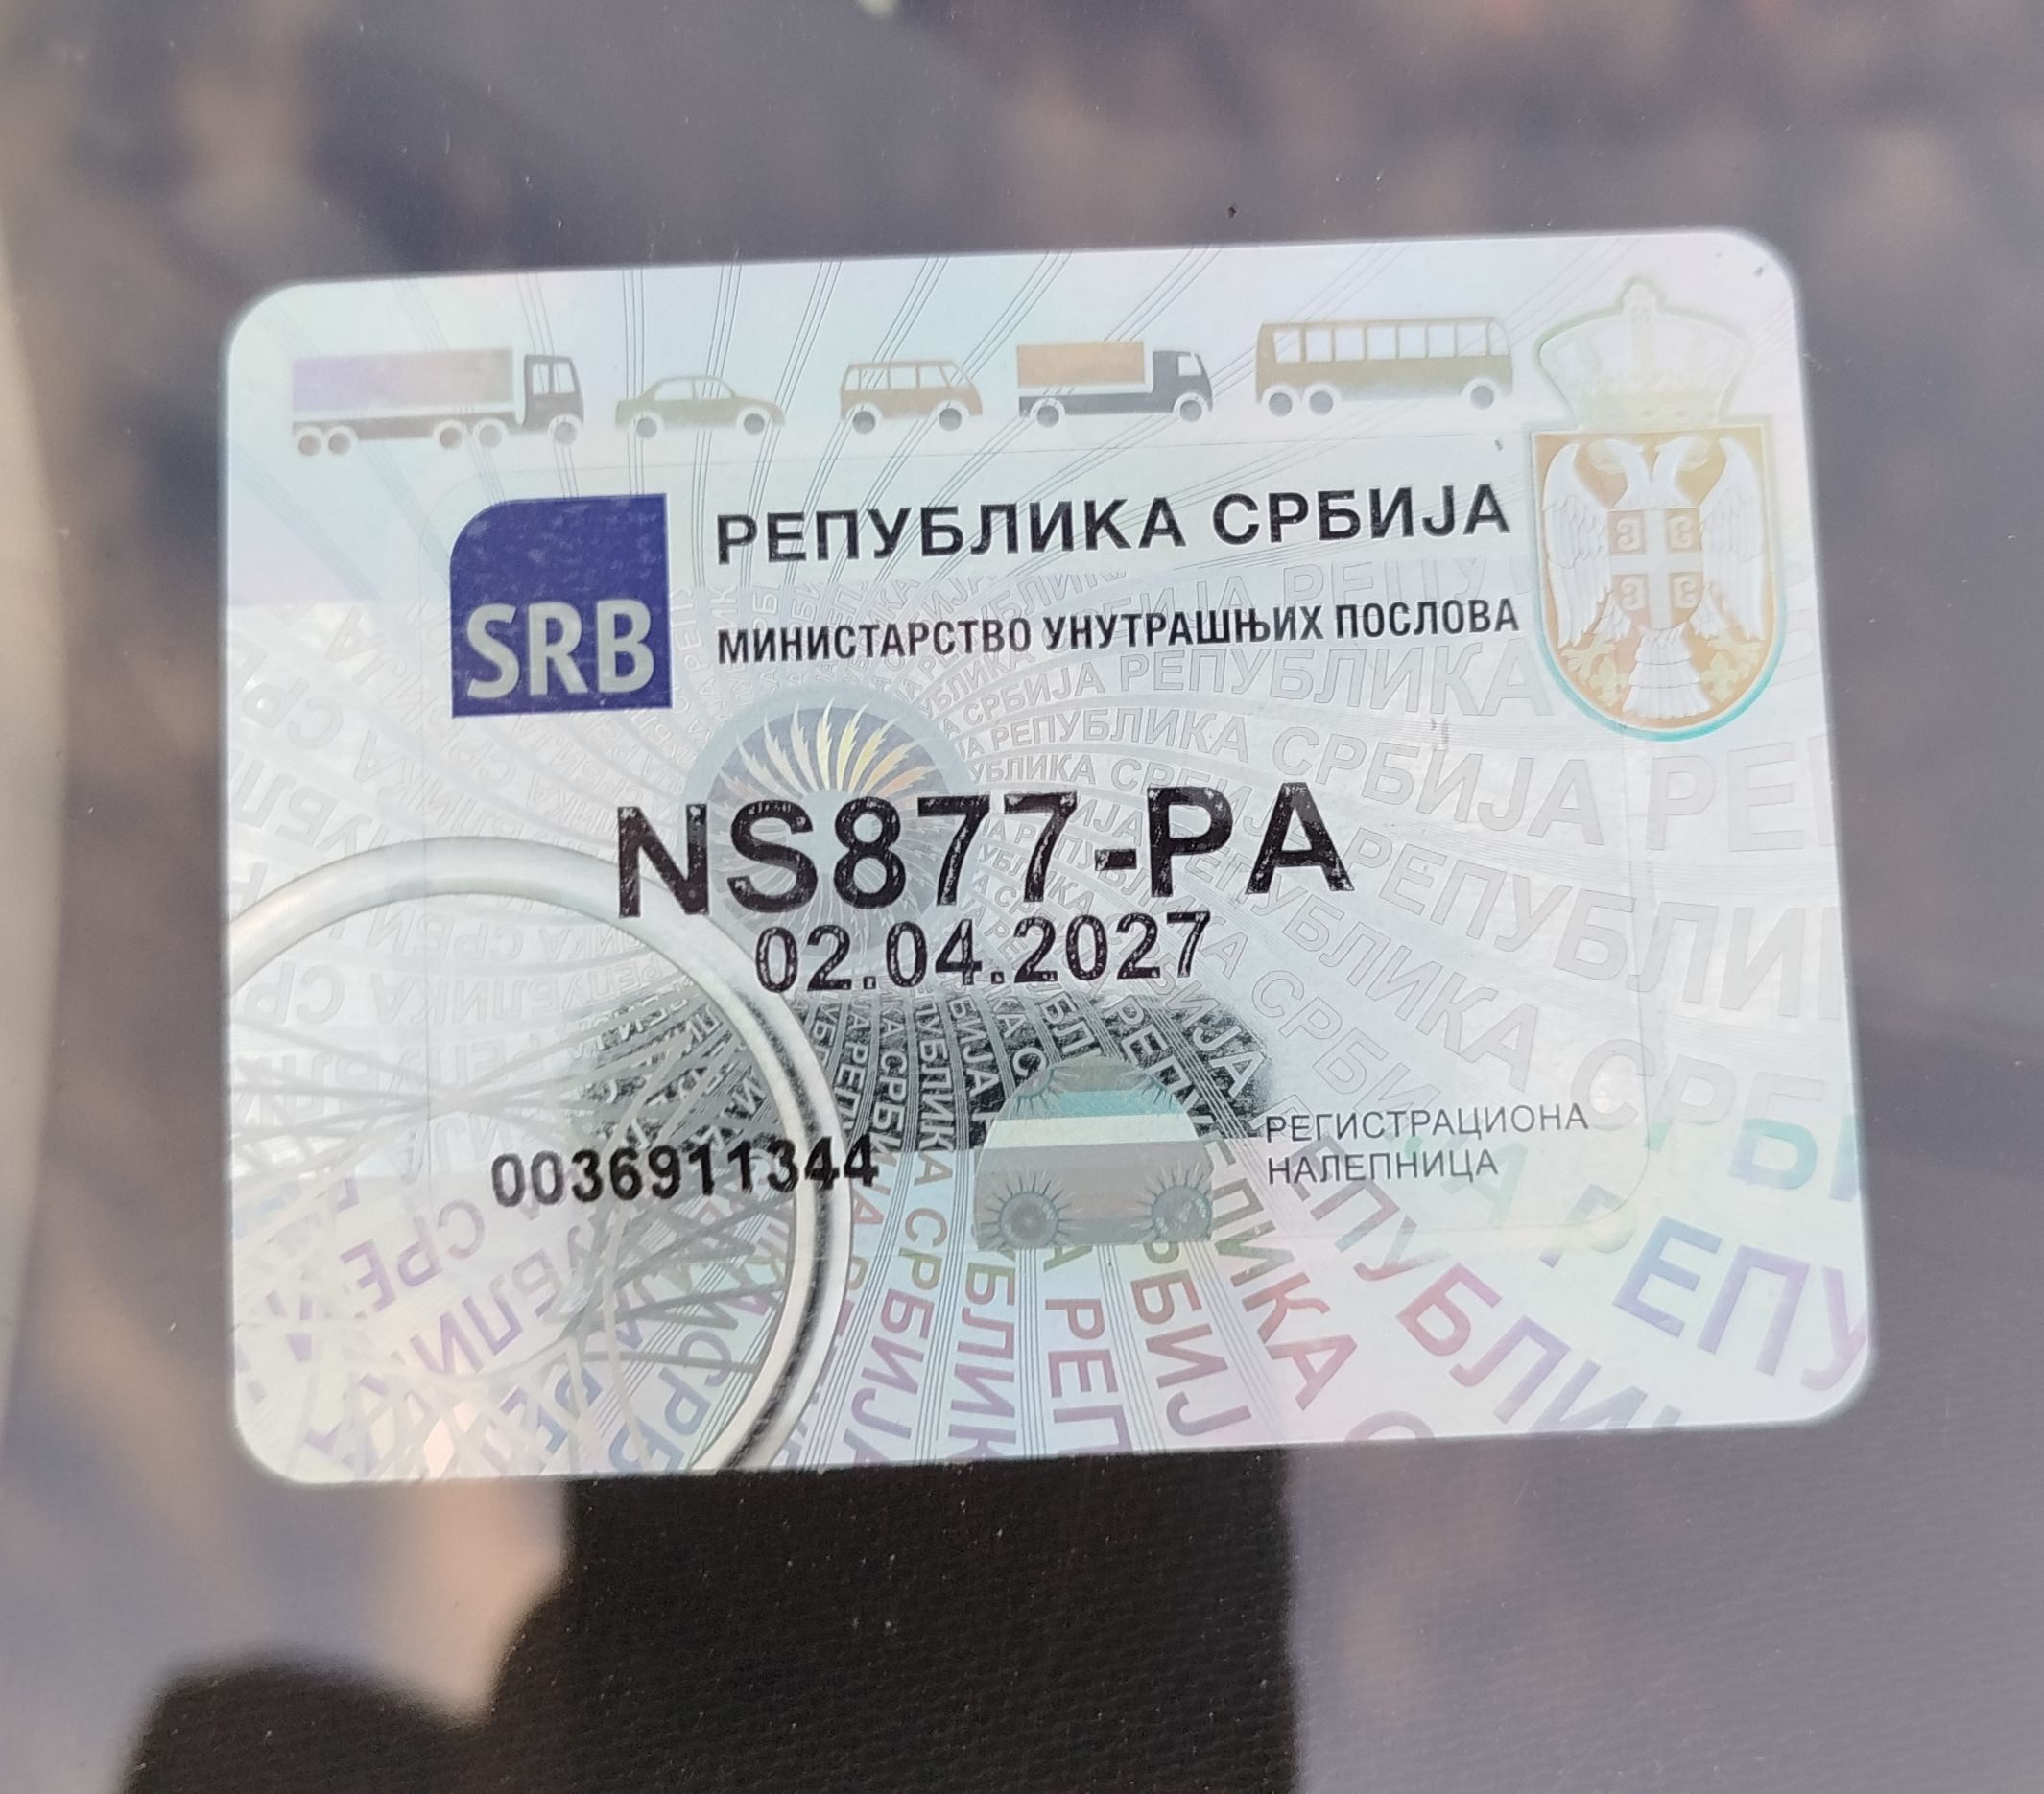 РЕПУБЛИКА СРБИЈА
SRB
МИНИСТАРСТВО УНУТРАШЊИХ ПОСЛОВА
NS877-PA
02.04.2027
0036911344
РЕГИСТРАЦИОНА
НАЛЕПНИЦА